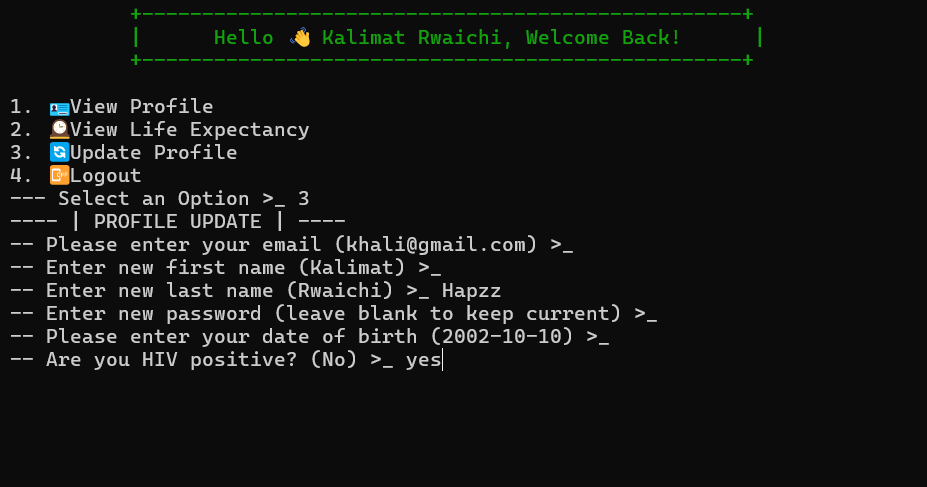 +--------------------------------------------------+
|      Hello 👋 Kalimat Rwaichi, Welcome Back!      |
+--------------------------------------------------+
1. 🪪View Profile
2. 🕰️View Life Expectancy
3. 🔄Update Profile
4. 📴Logout
--- Select an Option >_ 3
---- | PROFILE UPDATE | ----
-- Please enter your email (khali@gmail.com) >_
-- Enter new first name (Kalimat) >_
-- Enter new last name (Rwaichi) >_ Hapzz
-- Enter new password (leave blank to keep current) >_
-- Please enter your date of birth (2002-10-10) >_
-- Are you HIV positive? (No) >_ yes